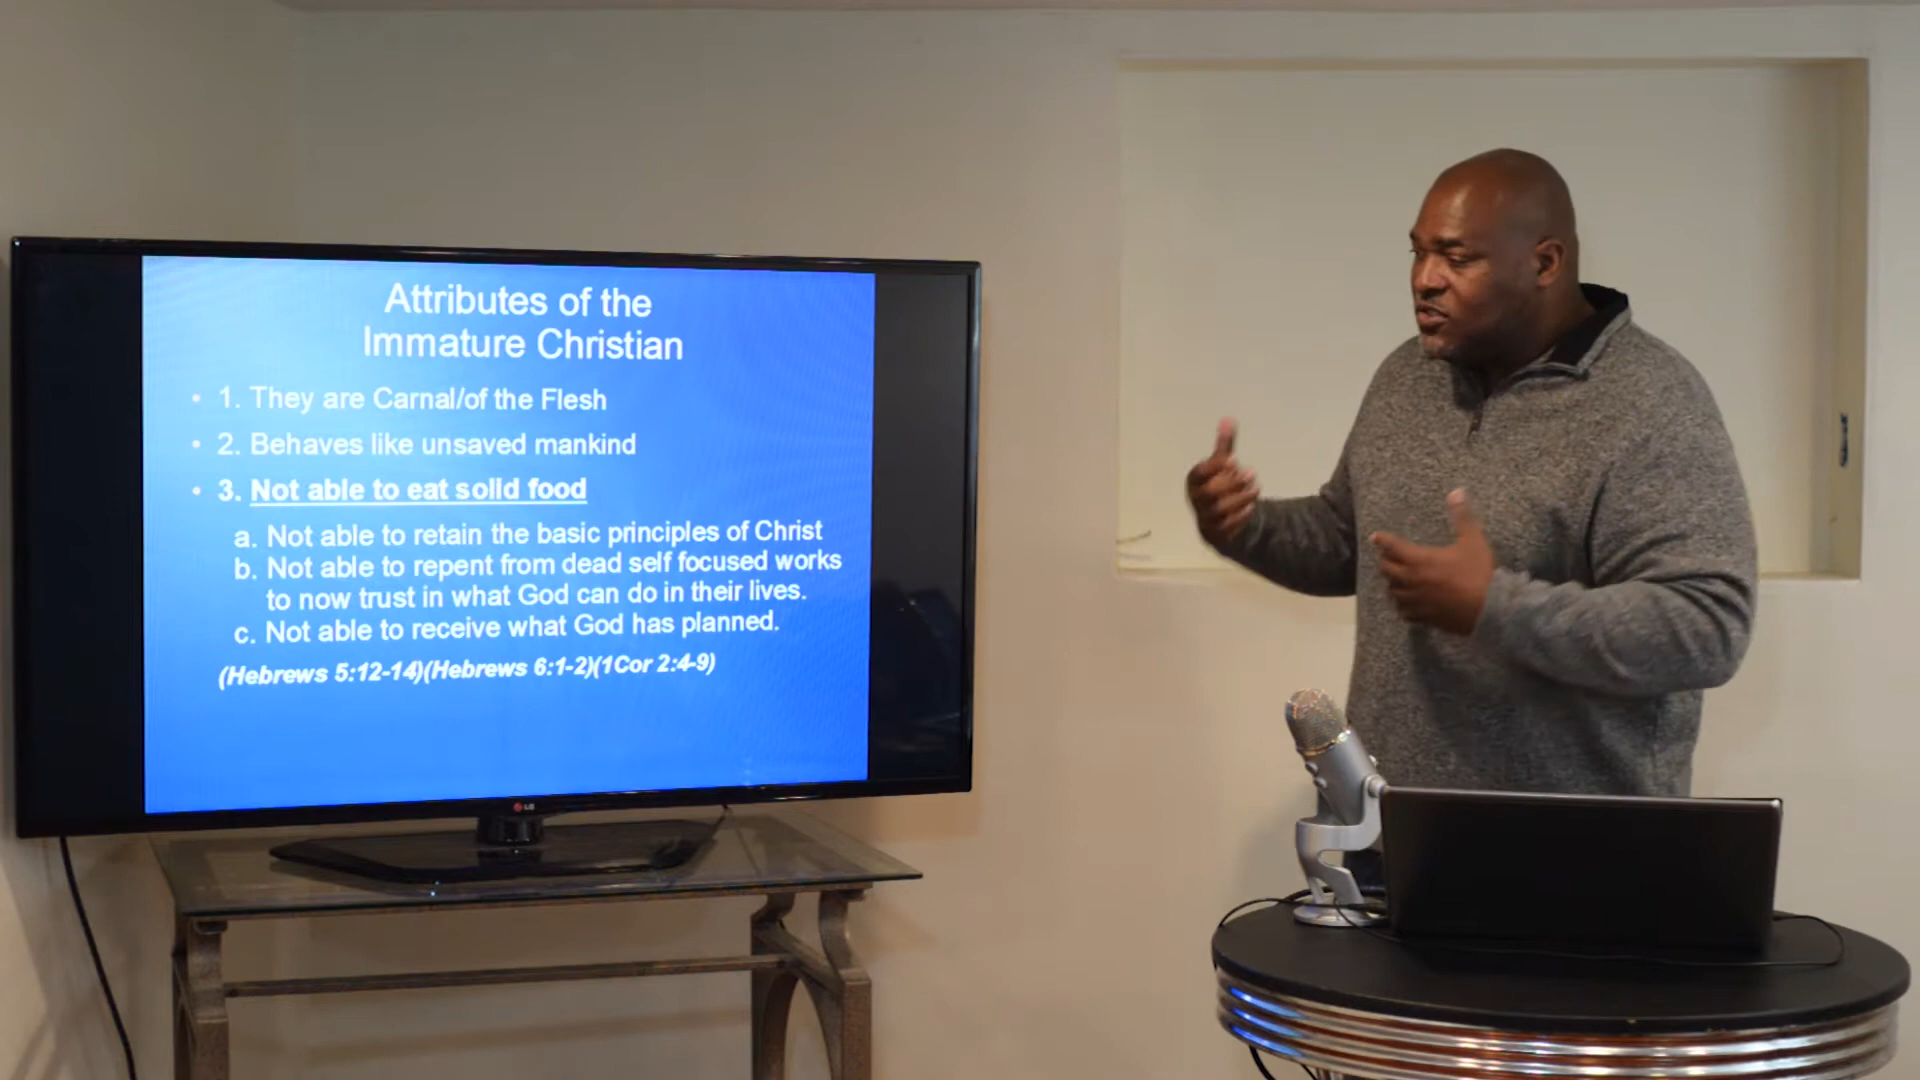 Attributes of the
Immature Christian
• 1. They are Carnal/of the Flesh
• 2. Behaves like unsaved mankind
• 3. Not able to eat solid food
a. Not able to retain the basic principles of Christ
b. Not able to repent from dead self focused works
to now trust in what God can do in their lives.
c. Not able to receive what God has planned.
(Hebrews 5:12-14)(Hebrews 6:1-2)(1Cor 2:4-9)
LG